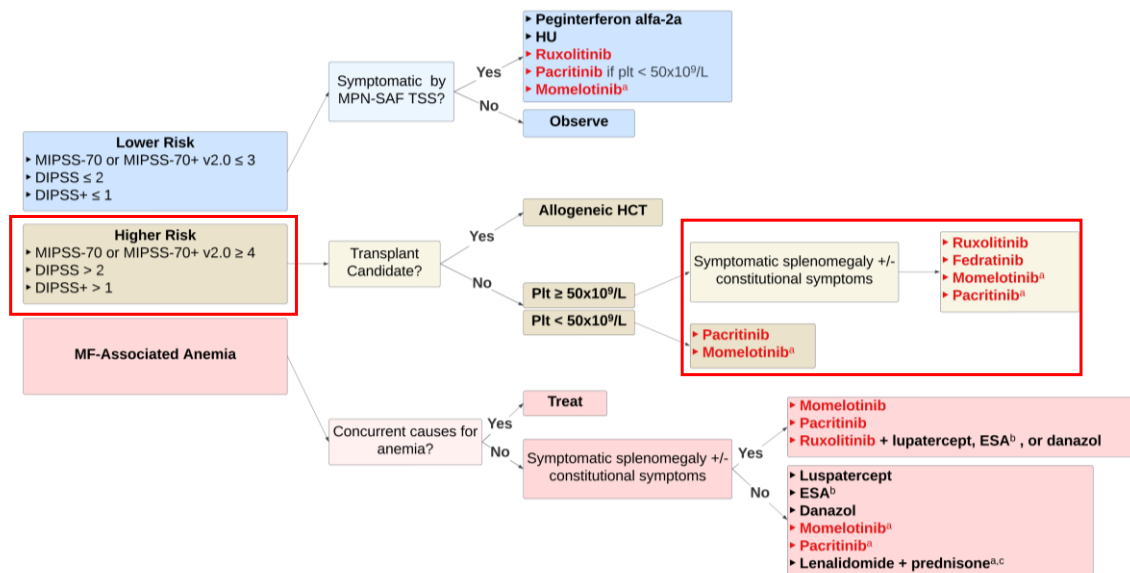 ▸ Peginterferon alfa-2a
▸ HU
▸ Ruxolitinib
▸ Pacritinib if plt < 50x10⁹/L
▸ Momelotinibᵃ
Symptomatic by
MPN-SAF TSS?
Yes
No
Observe
Lower Risk
▸ MIPSS-70 or MIPSS-70+ v2.0 ≤ 3
▸ DIPSS ≤ 2
▸ DIPSS+ ≤ 1
Higher Risk
▸ MIPSS-70 or MIPSS-70+ v2.0 ≥ 4
▸ DIPSS > 2
▸ DIPSS+ > 1
Transplant
Candidate?
Yes
No
Allogeneic HCT
Plt ≥ 50x10⁹/L
Plt < 50x10⁹/L
Symptomatic splenomegaly +/-
constitutional symptoms
▸ Ruxolitinib
▸ Fedratinib
▸ Momelotinibᵃ
▸ Pacritinibᵃ
▸ Pacritinib
▸ Momelotinibᵃ
MF-Associated Anemia
Concurrent causes for
anemia?
Yes
No
Treat
Symptomatic splenomegaly +/-
constitutional symptoms
Yes
No
▸ Momelotinib
▸ Pacritinib
▸ Ruxolitinib + lupatercept, ESAᵇ , or danazol
▸ Luspatercept
▸ ESAᵇ
▸ Danazol
▸ Momelotinibᵃ
▸ Pacritinibᵃ
▸ Lenalidomide + prednisoneᵃ,ᶜ